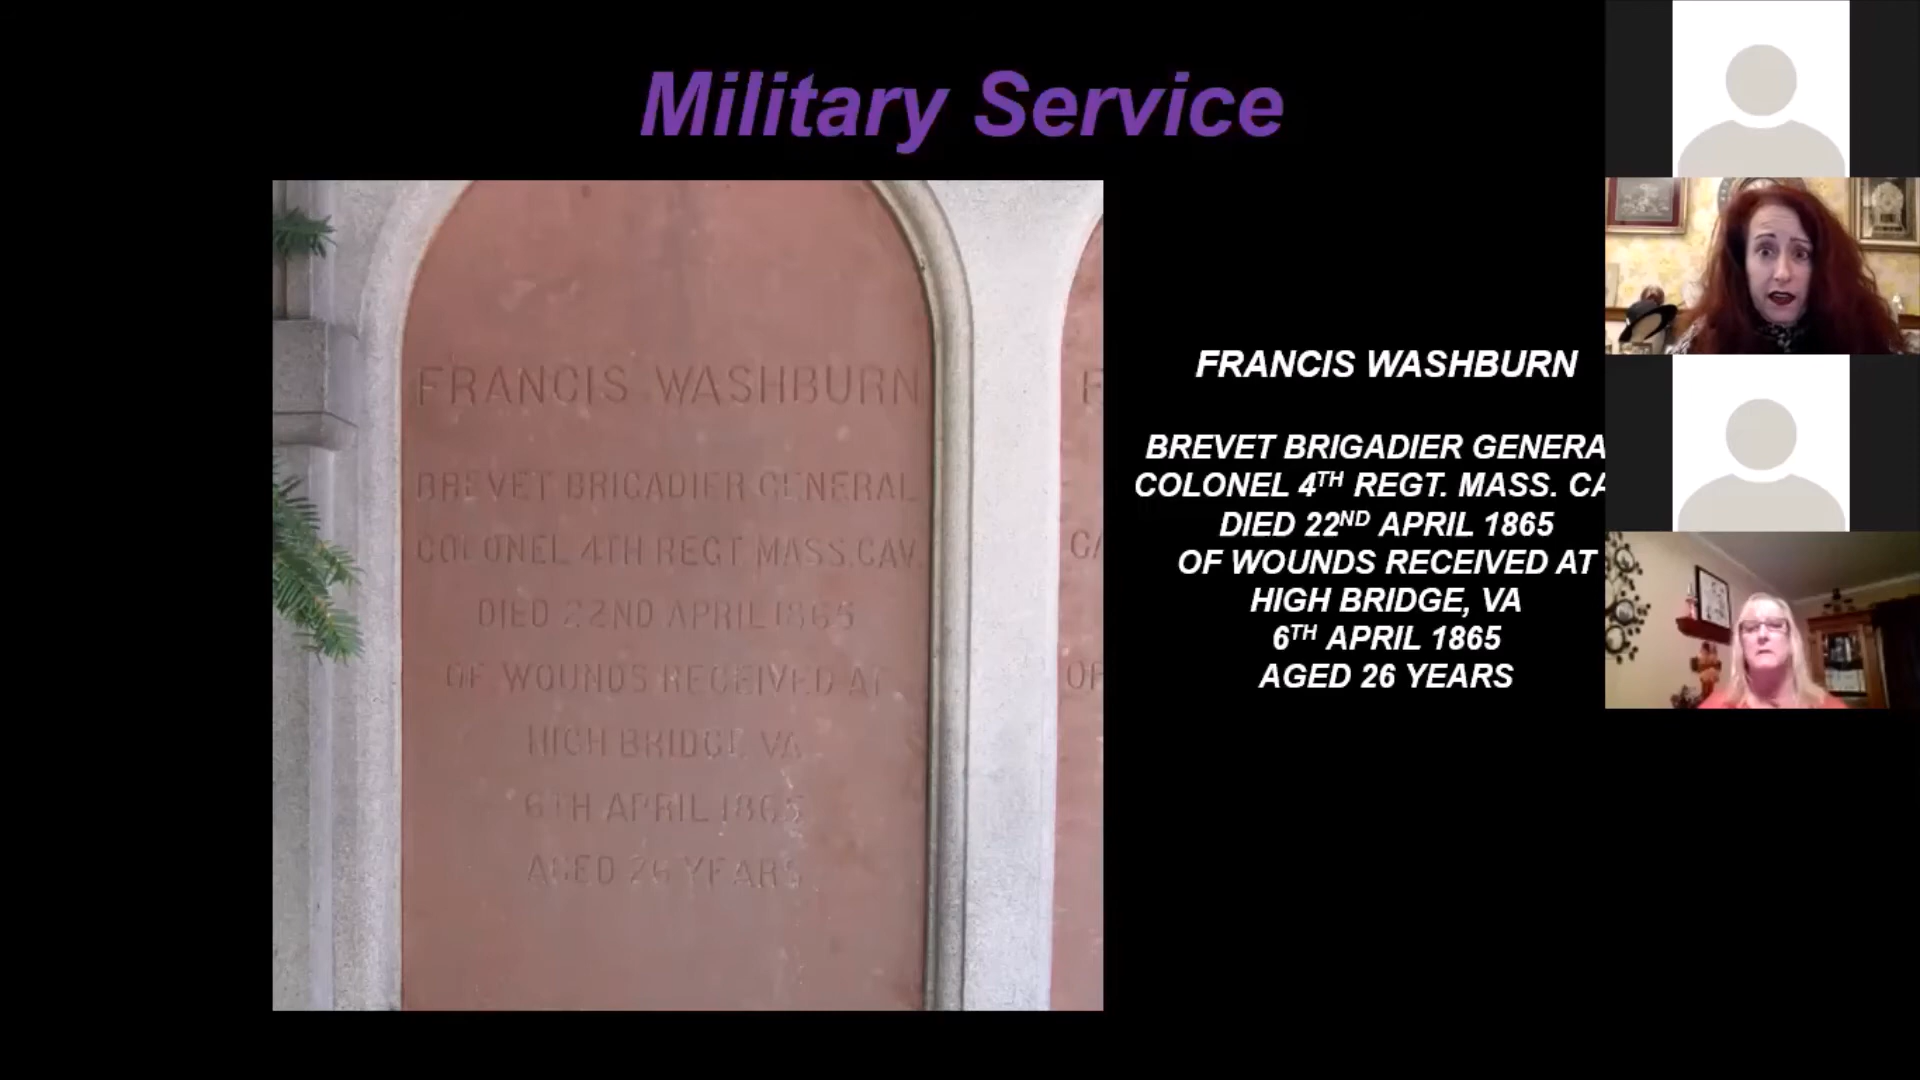 Military Service
FRANCIS WASHBURN
BREVET BRIGADIER GENERAL
COLONEL 4TH REGT. MASS. CAV.
DIED 22ND APRIL 1865
OF WOUNDS RECEIVED AT
HIGH BRIDGE, VA
6TH APRIL 1865
AGED 26 YEARS
FRANCIS WASHBURN
BREVET BRIGADIER GENERA
COLONEL 4TH REGT. MASS. CA
DIED 22ND APRIL 1865
OF WOUNDS RECEIVED AT
HIGH BRIDGE, VA
6TH APRIL 1865
AGED 26 YEARS